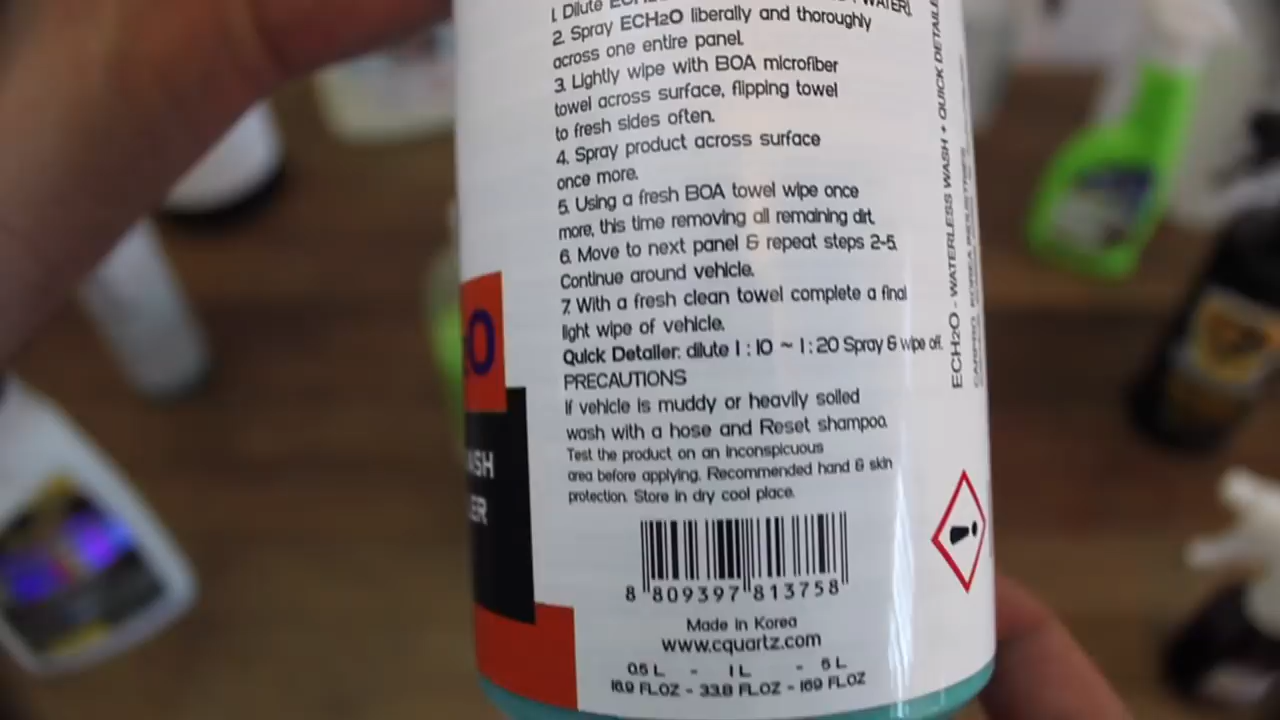 1. Dilute ECH2O
WATER)
2. Spray ECH2O liberally and thoroughly
across one entire panel.
3. Lightly wipe with BOA microfiber
towel across surface, flipping towel
to fresh sides often.
4. Spray product across surface
once more.
5. Using a fresh BOA towel wipe once
more, this time removing all remaining dirt.
6. Move to next panel & repeat steps 2-5.
Continue around vehicle.
7. With a fresh clean towel complete a final
light wipe of vehicle.
Quick Detailer: dilute 1 : 10 ~ 1 : 20 Spray & wipe off.
PRECAUTIONS
If vehicle is muddy or heavily soiled
wash with a hose and Reset shampoo.
Test the product on an inconspicuous
area before applying. Recommended hand & skin
protection. Store in dry cool place.
8 809397 813758
Made in Korea
www.cquartz.com
0.5 L - 1 L - 5 L
16.9 FL.OZ - 33.8 FL.OZ - 169 FL.OZ
ECH2O - WATERLESS WASH + QUICK DETAILE
CARPRO KOREA INDUSTRIES
2O
ASH
ER